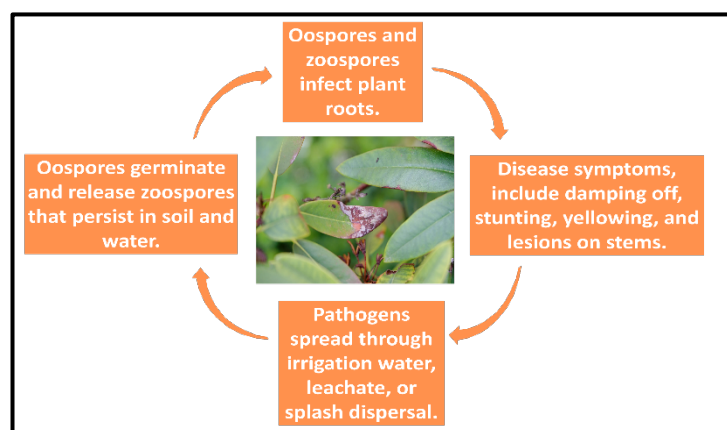 Oospores and
zoospores
infect plant
roots.
Disease symptoms,
include damping off,
stunting, yellowing, and
lesions on stems.
Pathogens
spread through
irrigation water,
leachate, or
splash dispersal.
Oospores germinate
and release zoospores
that persist in soil and
water.